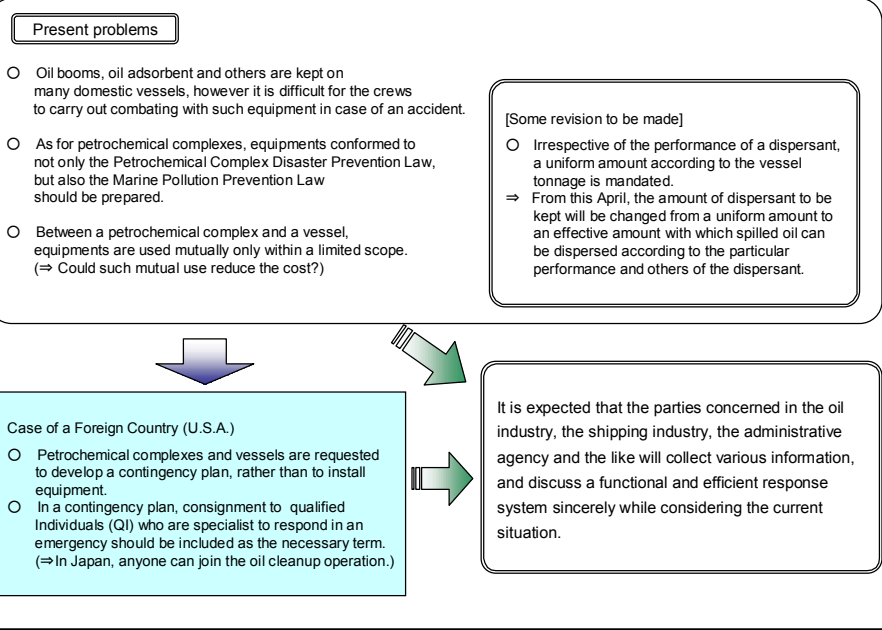 Present problems
○ Oil booms, oil adsorbent and others are kept on
many domestic vessels, however it is difficult for the crews
to carry out combating with such equipment in case of an accident.
○ As for petrochemical complexes, equipments conformed to
not only the Petrochemical Complex Disaster Prevention Law,
but also the Marine Pollution Prevention Law
should be prepared.
○ Between a petrochemical complex and a vessel,
equipments are used mutually only within a limited scope.
(⇒ Could such mutual use reduce the cost?)
[Some revision to be made]
○ Irrespective of the performance of a dispersant,
a uniform amount according to the vessel
tonnage is mandated.
⇒ From this April, the amount of dispersant to be
kept will be changed from a uniform amount to
an effective amount with which spilled oil can
be dispersed according to the particular
performance and others of the dispersant.
Case of a Foreign Country (U.S.A.)
○ Petrochemical complexes and vessels are requested
to develop a contingency plan, rather than to install
equipment.
○ In a contingency plan, consignment to qualified
Individuals (QI) who are specialist to respond in an
emergency should be included as the necessary term.
(⇒In Japan, anyone can join the oil cleanup operation.)
It is expected that the parties concerned in the oil
industry, the shipping industry, the administrative
agency and the like will collect various information,
and discuss a functional and efficient response
system sincerely while considering the current
situation.